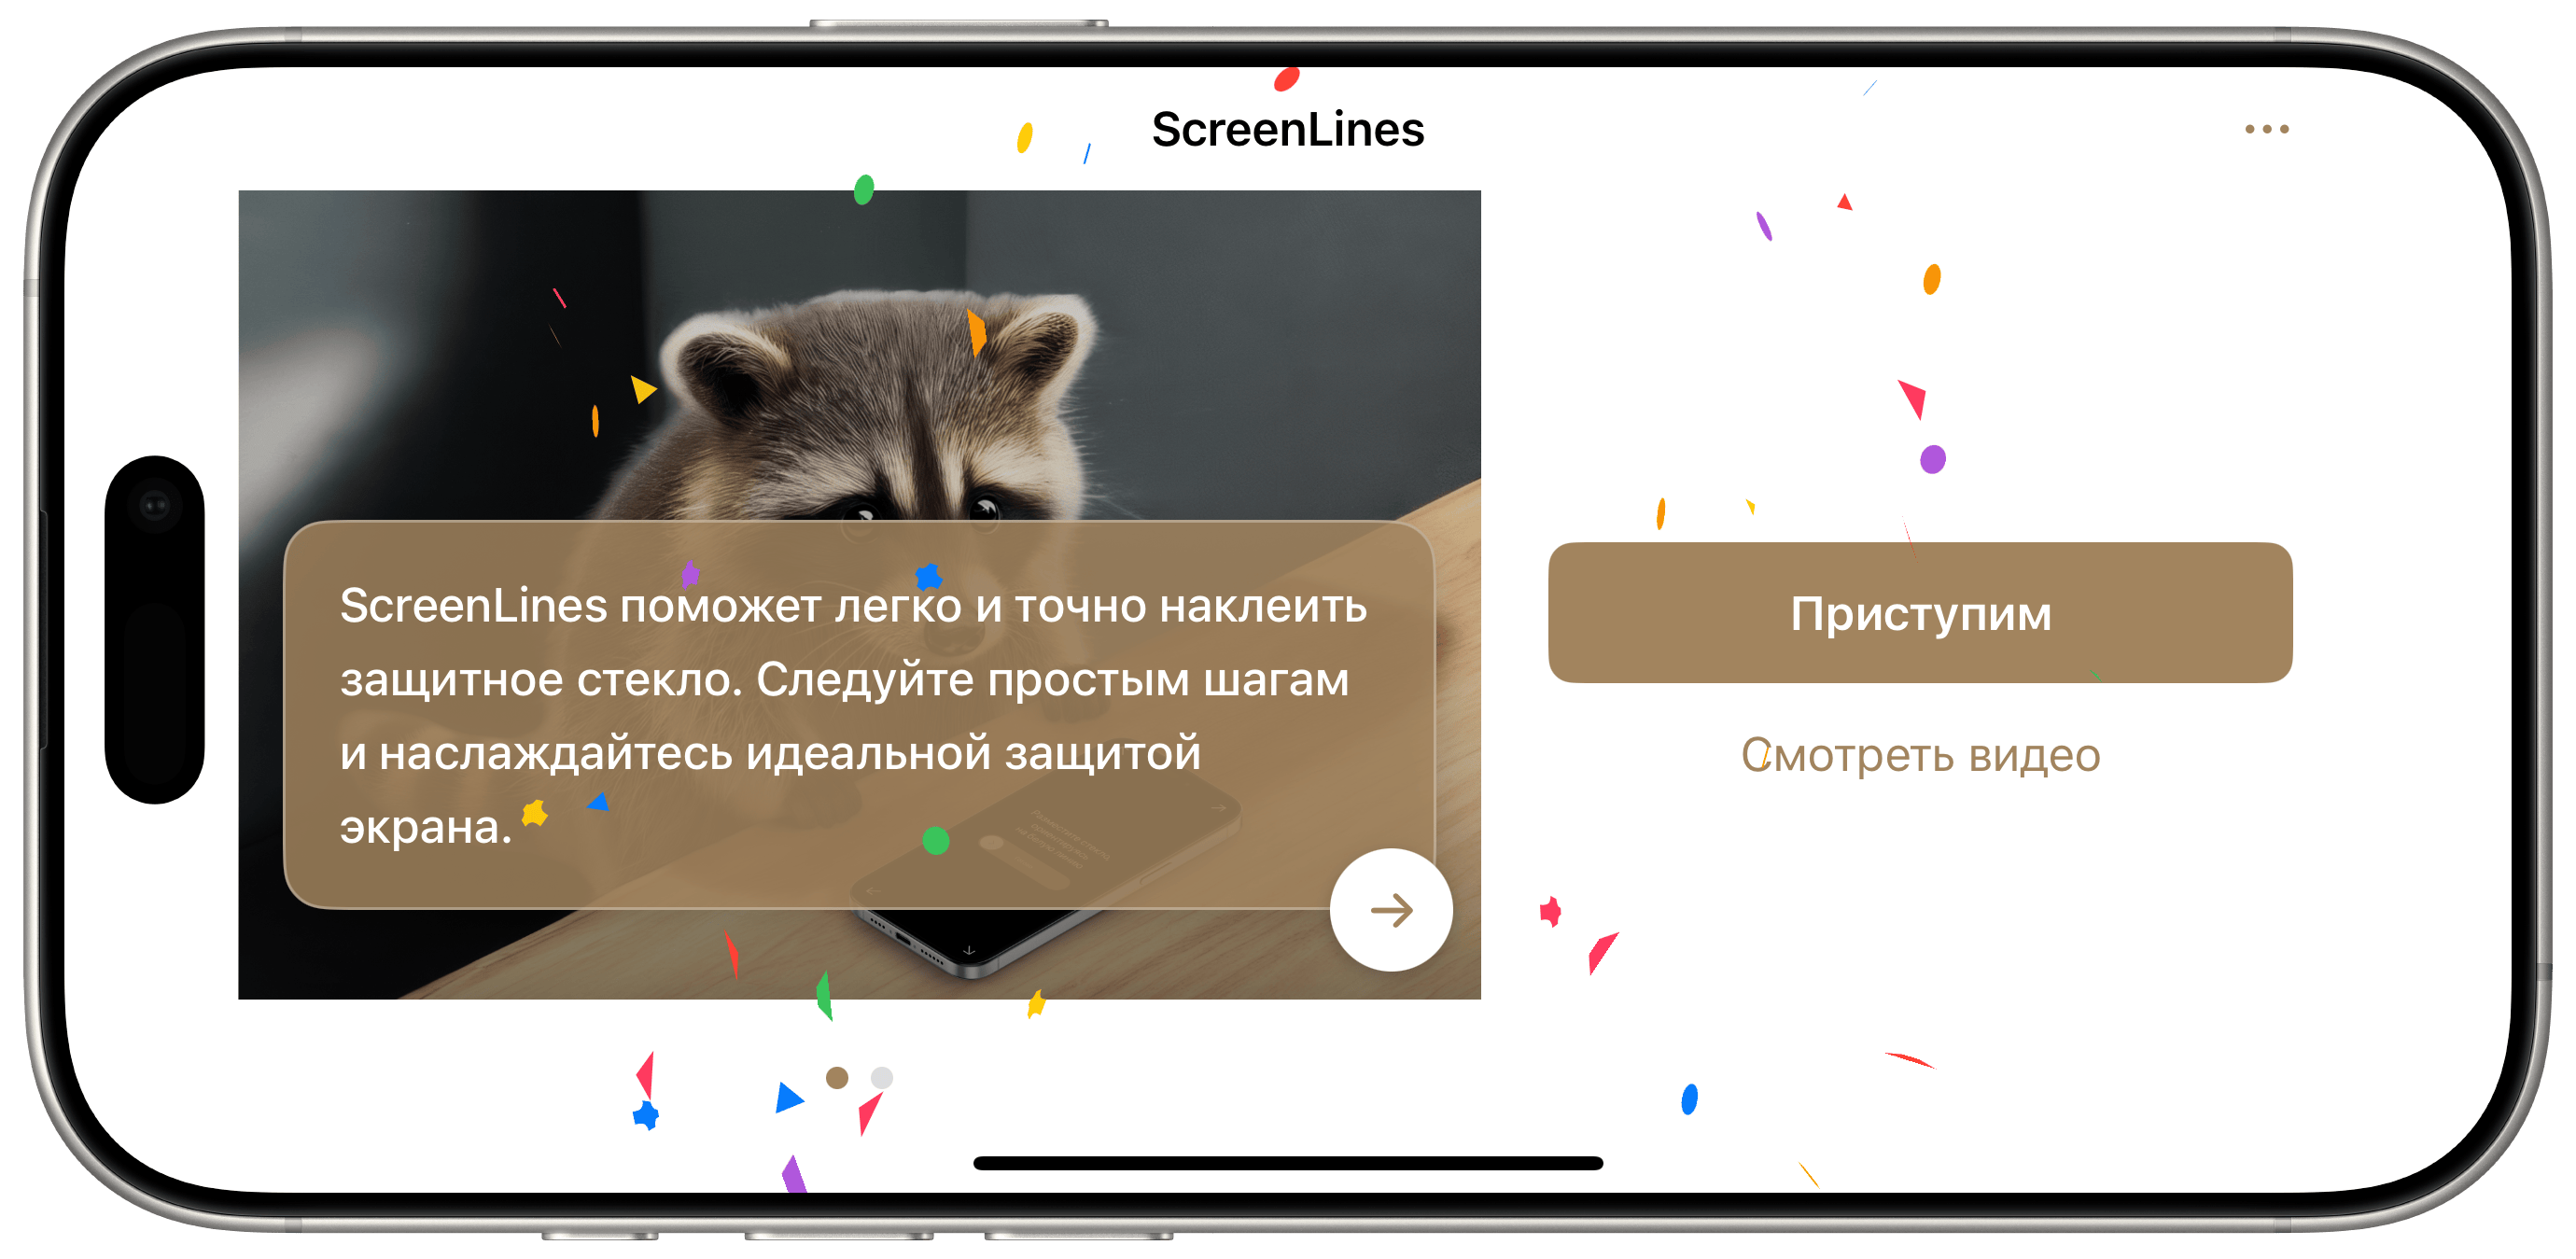 ScreenLines
ScreenLines поможет легко и точно наклеить
защитное стекло. Следуйте простым шагам
и наслаждайтесь идеальной защитой
экрана.
Приступим
Смотреть видео